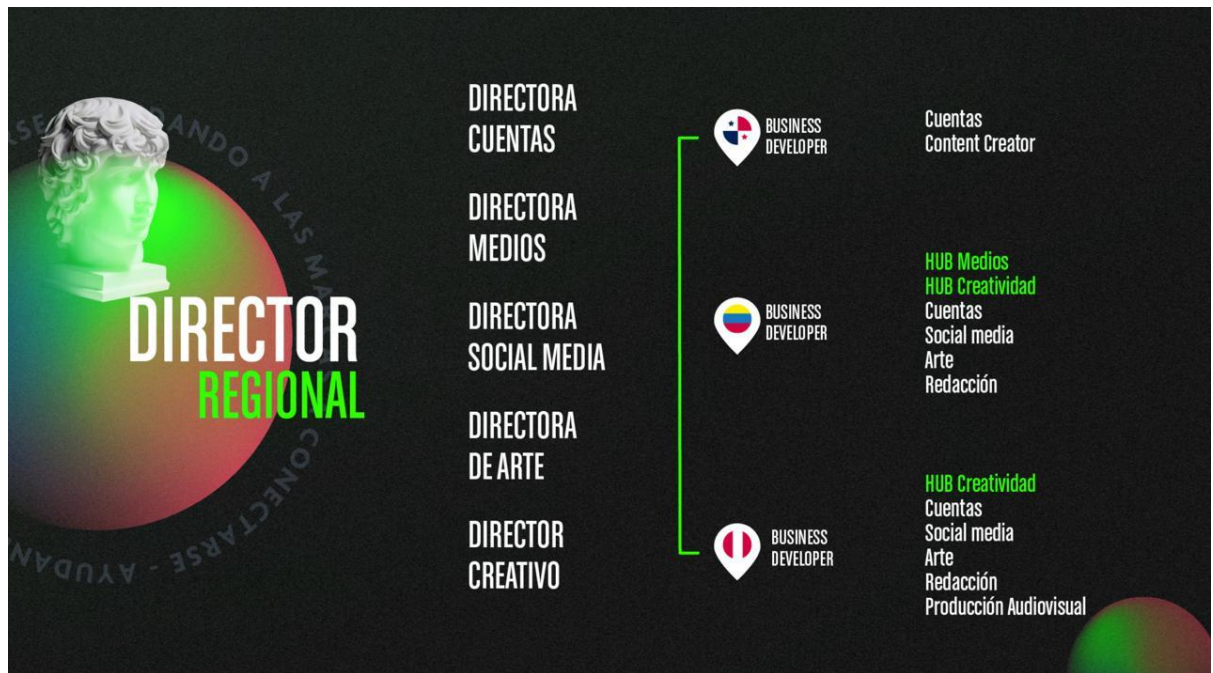 DIRECTOR
REGIONAL
DIRECTORA
CUENTAS
DIRECTORA
MEDIOS
DIRECTORA
SOCIAL MEDIA
DIRECTORA
DE ARTE
DIRECTOR
CREATIVO
BUSINESS
DEVELOPER
Cuentas
Content Creator
BUSINESS
DEVELOPER
HUB Medios
HUB Creatividad
Cuentas
Social media
Arte
Redacción
BUSINESS
DEVELOPER
HUB Creatividad
Cuentas
Social media
Arte
Redacción
Producción Audiovisual
A LAS
CONECTARSE -